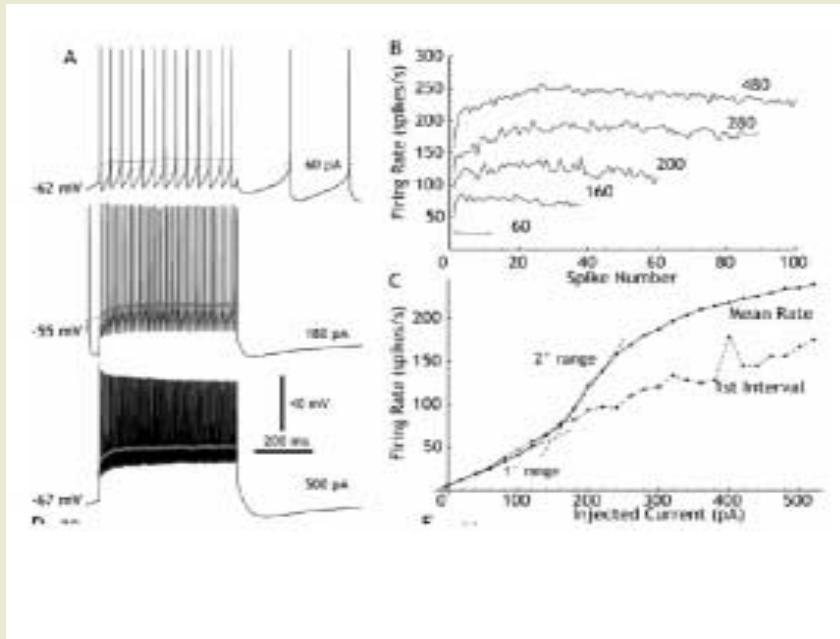 A
60 pA
-62 mV
-55 mV
180 pA
40 mV
200 ms
500 pA
-67 mV
B
Firing Rate (spikes/s)
300
250
200
150
100
50
480
280
200
160
60
0 20 40 60 80 100
Spike Number
C
Firing Rate (spikes/s)
200
150
100
50
Mean Rate
2° range
1st Interval
1° range
0 100 200 300 400 500
Injected Current (pA)